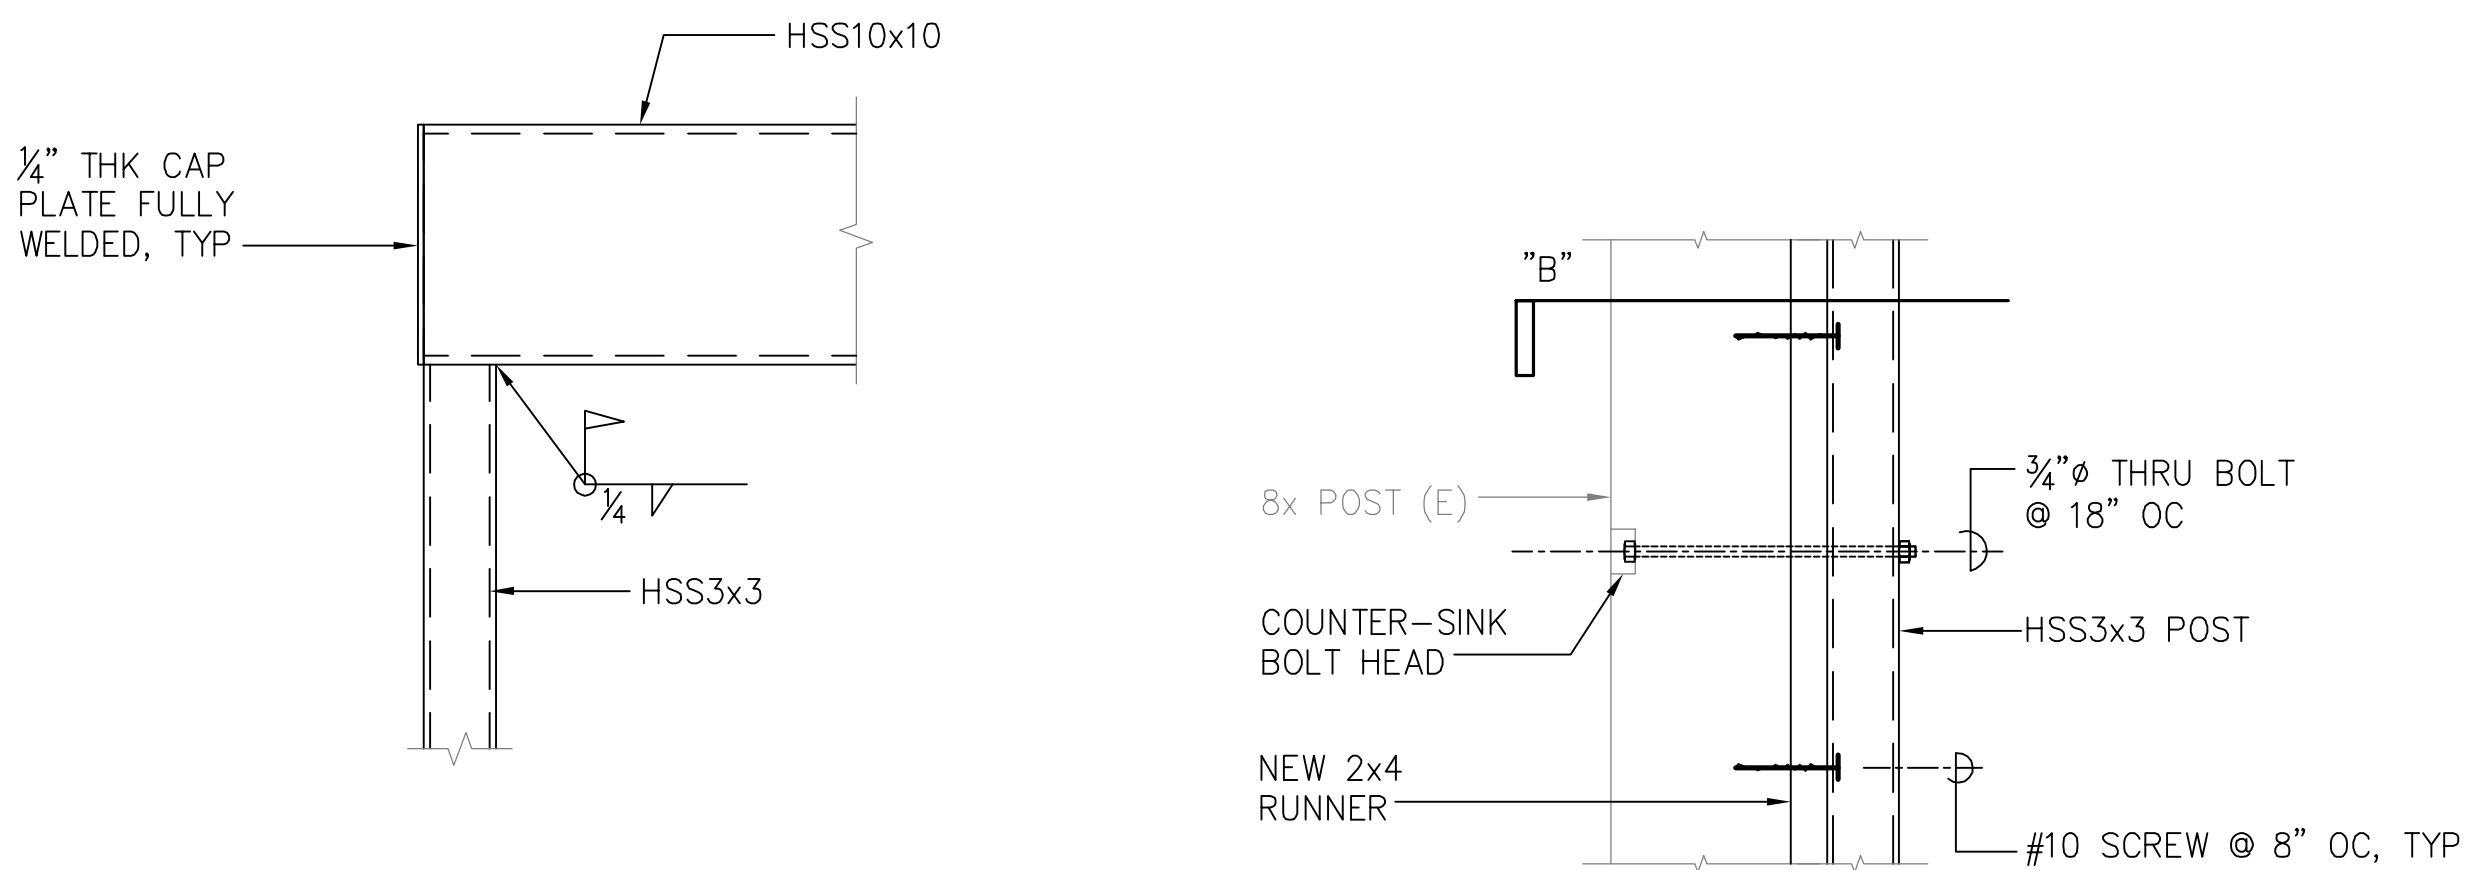 HSS10x10
¼" THK CAP
PLATE FULLY
WELDED, TYP
¼
HSS3x3
"B"
8x POST (E)
¾"ø THRU BOLT
@ 18" OC
COUNTER-SINK
BOLT HEAD
HSS3x3 POST
NEW 2x4
RUNNER
#10 SCREW @ 8" OC, TYP